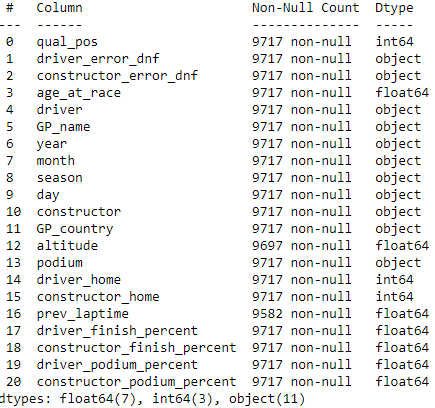 #   Column                      Non-Null Count  Dtype
---  ------                      --------------  -----
 0   qual_pos                    9717 non-null   int64
 1   driver_error_dnf            9717 non-null   object
 2   constructor_error_dnf       9717 non-null   object
 3   age_at_race                 9717 non-null   float64
 4   driver                      9717 non-null   object
 5   GP_name                     9717 non-null   object
 6   year                        9717 non-null   object
 7   month                       9717 non-null   object
 8   season                      9717 non-null   object
 9   day                         9717 non-null   object
 10  constructor                 9717 non-null   object
 11  GP_country                  9717 non-null   object
 12  altitude                    9697 non-null   float64
 13  podium                      9717 non-null   object
 14  driver_home                 9717 non-null   int64
 15  constructor_home            9717 non-null   int64
 16  prev_laptime                9582 non-null   float64
 17  driver_finish_percent       9717 non-null   float64
 18  constructor_finish_percent  9717 non-null   float64
 19  driver_podium_percent       9717 non-null   float64
 20  constructor_podium_percent  9717 non-null   float64
dtypes: float64(7), int64(3), object(11)